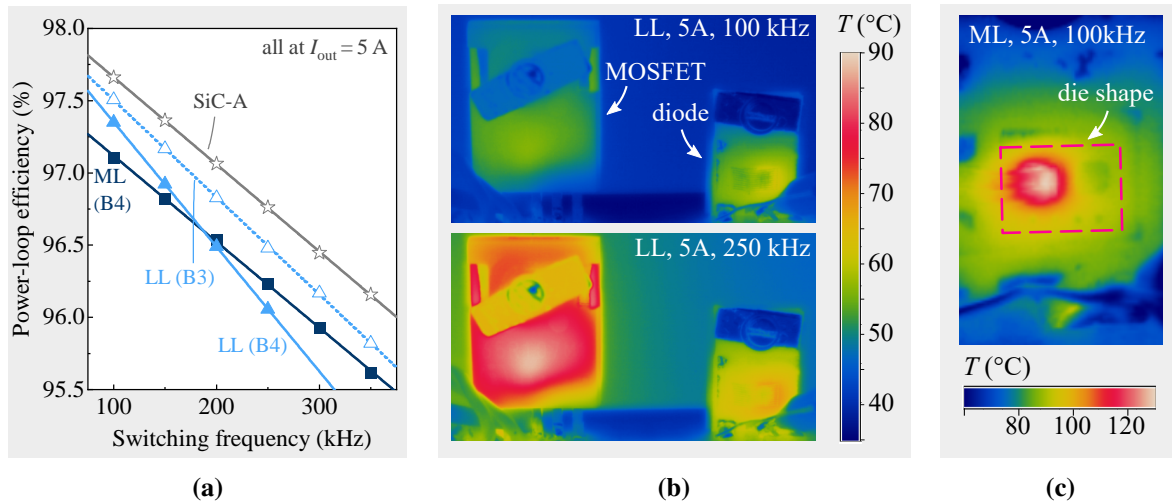 98.0
97.5
97.0
96.5
96.0
95.5
Power-loop efficiency (%)
100
200
300
Switching frequency (kHz)
all at I_out = 5 A
SiC-A
ML
(B4)
LL (B3)
LL (B4)
(a)
LL, 5A, 100 kHz
MOSFET
diode
LL, 5A, 250 kHz
T (°C)
90
80
70
60
50
40
(b)
ML, 5A, 100kHz
die shape
T (°C)
80
100
120
(c)